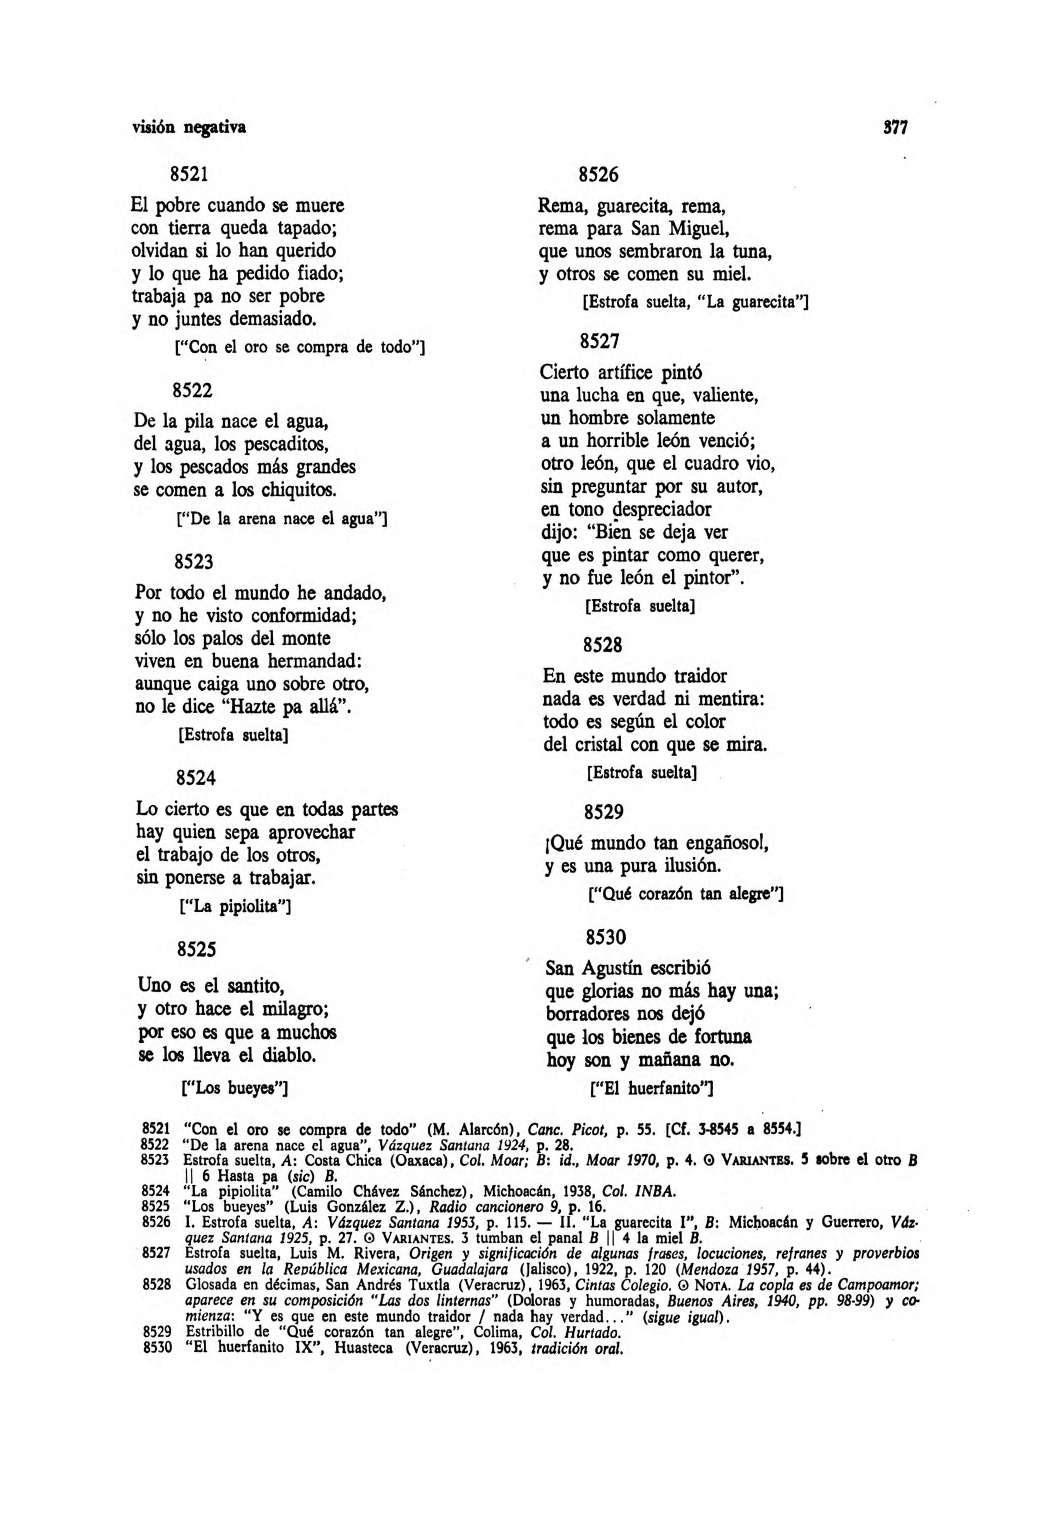 visión negativa 377
8521
El pobre cuando se muere
con tierra queda tapado;
olvidan si lo han querido
y lo que ha pedido fiado;
trabaja pa no ser pobre
y no juntes demasiado.
["Con el oro se compra de todo"]
8522
De la pila nace el agua,
del agua, los pescaditos,
y los pescados más grandes
se comen a los chiquitos.
["De la arena nace el agua"]
8523
Por todo el mundo he andado,
y no he visto conformidad;
sólo los palos del monte
viven en buena hermandad:
aunque caiga uno sobre otro,
no le dice “Hazte pa allá”.
[Estrofa suelta]
8524
Lo cierto es que en todas partes
hay quien sepa aprovechar
el trabajo de los otros,
sin ponerse a trabajar.
["La pipiolita"]
8525
Uno es el santito,
y otro hace el milagro;
por eso es que a muchos
se los lleva el diablo.
["Los bueyes"]
8526
Rema, guarecita, rema,
rema para San Miguel,
que unos sembraron la tuna,
y otros se comen su miel.
[Estrofa suelta, "La guarecita"]
8527
Cierto artífice pintó
una lucha en que, valiente,
un hombre solamente
a un horrible león venció;
otro león, que el cuadro vio,
sin preguntar por su autor,
en tono despreciador
dijo: “Bien se deja ver
que es pintar como querer,
y no fue león el pintor”.
[Estrofa suelta]
8528
En este mundo traidor
nada es verdad ni mentira:
todo es según el color
del cristal con que se mira.
[Estrofa suelta]
8529
¡Qué mundo tan engañoso!,
y es una pura ilusión.
["Qué corazón tan alegre"]
8530
San Agustín escribió
que glorias no más hay una;
borradores nos dejó
que los bienes de fortuna
hoy son y mañana no.
["El huerfanito"]
8521 "Con el oro se compra de todo" (M. Alarcón), Canc. Picot, p. 55. [Cf. 3-8545 a 8554.]
8522 "De la arena nace el agua", Vázquez Santana 1924, p. 28.
8523 Estrofa suelta, A: Costa Chica (Oaxaca), Col. Moar; B: id., Moar 1970, p. 4. ⊙ VARIANTES. 5 sobre el otro B
|| 6 Hasta pa (sic) B.
8524 "La pipiolita" (Camilo Chávez Sánchez), Michoacán, 1938, Col. INBA.
8525 "Los bueyes" (Luis González Z.), Radio cancionero 9, p. 16.
8526 I. Estrofa suelta, A: Vázquez Santana 1953, p. 115. — II. "La guarecita I", B: Michoacán y Guerrero, Váz-
quez Santana 1925, p. 27. ⊙ VARIANTES. 3 tumban el panal B || 4 la miel B.
8527 Estrofa suelta, Luis M. Rivera, Origen y significación de algunas frases, locuciones, refranes y proverbios
usados en la República Mexicana, Guadalajara (Jalisco), 1922, p. 120 (Mendoza 1957, p. 44).
8528 Glosada en décimas, San Andrés Tuxtla (Veracruz), 1963, Cintas Colegio. ⊙ NOTA. La copla es de Campoamor;
aparece en su composición "Las dos linternas" (Doloras y humoradas, Buenos Aires, 1940, pp. 98-99) y co-
mienza: "Y es que en este mundo traidor / nada hay verdad..." (sigue igual).
8529 Estribillo de "Qué corazón tan alegre", Colima, Col. Hurtado.
8530 "El huerfanito IX", Huasteca (Veracruz), 1963, tradición oral.